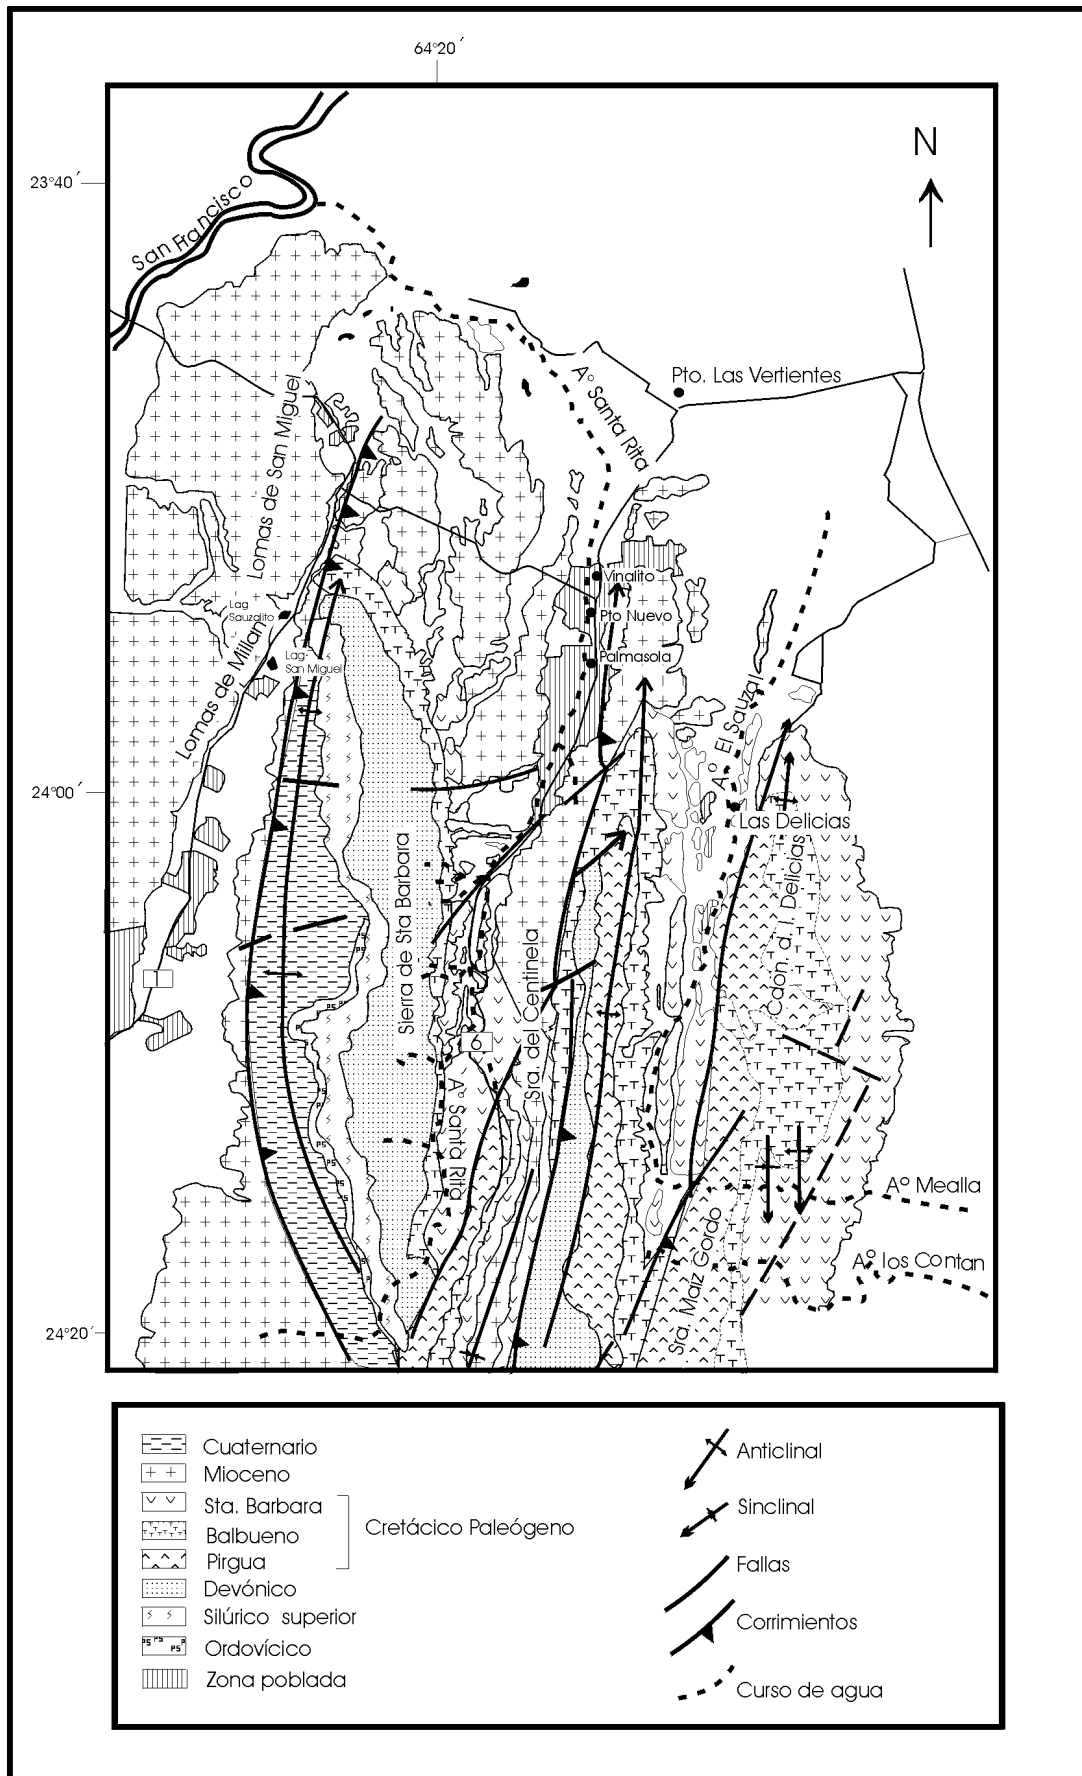 64°20´
23°40´
N
San Francisco
Aº Santa Rita
Pto. Las Vertientes
Lomas de San Miguel
Vinalito
Lag
Sauzalito
Pto Nuevo
Lag-
San Miguel
Palmasola
Lomas de Millan
Aº El Sauzal
24°00´
Las Delicias
Sierra de Sta Barbara
Cdon. d. l. Delicias
Sta. del Centinela
1
6
Aº Santa Rita
Aº Mealla
Sta. Maiz Gordo
Aº los Contan
24°20´
Cuaternario
Mioceno
Sta. Barbara
Balbueno
Pirgua
Cretácico Paleógeno
Devónico
Silúrico superior
Ordovícico
Zona poblada
Anticlinal
Sinclinal
Fallas
Corrimientos
Curso de agua